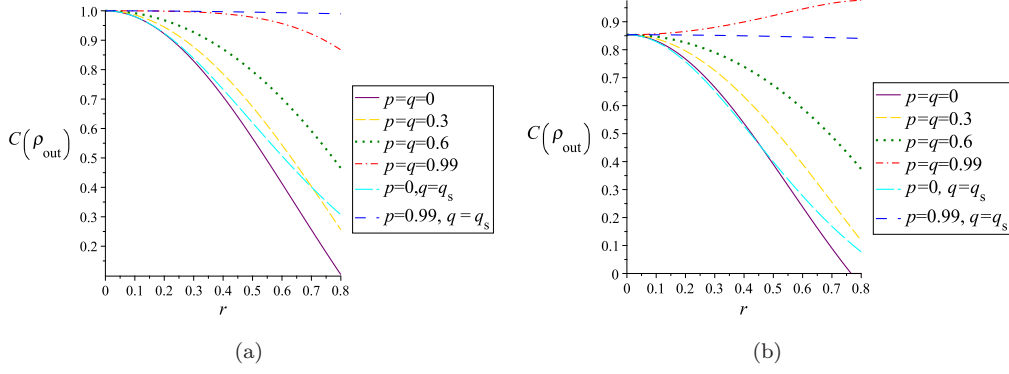 C(ρout)
1.0
0.9
0.8
0.7
0.6
0.5
0.4
0.3
0.2
0 0.1 0.2 0.3 0.4 0.5 0.6 0.7 0.8
r
p=q=0
p=q=0.3
p=q=0.6
p=q=0.99
p=0,q=qs
p=0.99, q = qs
(a)
C(ρout)
0.9
0.8
0.7
0.6
0.5
0.4
0.3
0.2
0.1
0
0 0.1 0.2 0.3 0.4 0.5 0.6 0.7 0.8
r
p=q=0
p=q=0.3
p=q=0.6
p=q=0.99
p=0, q=qs
p=0.99, q=qs
(b)